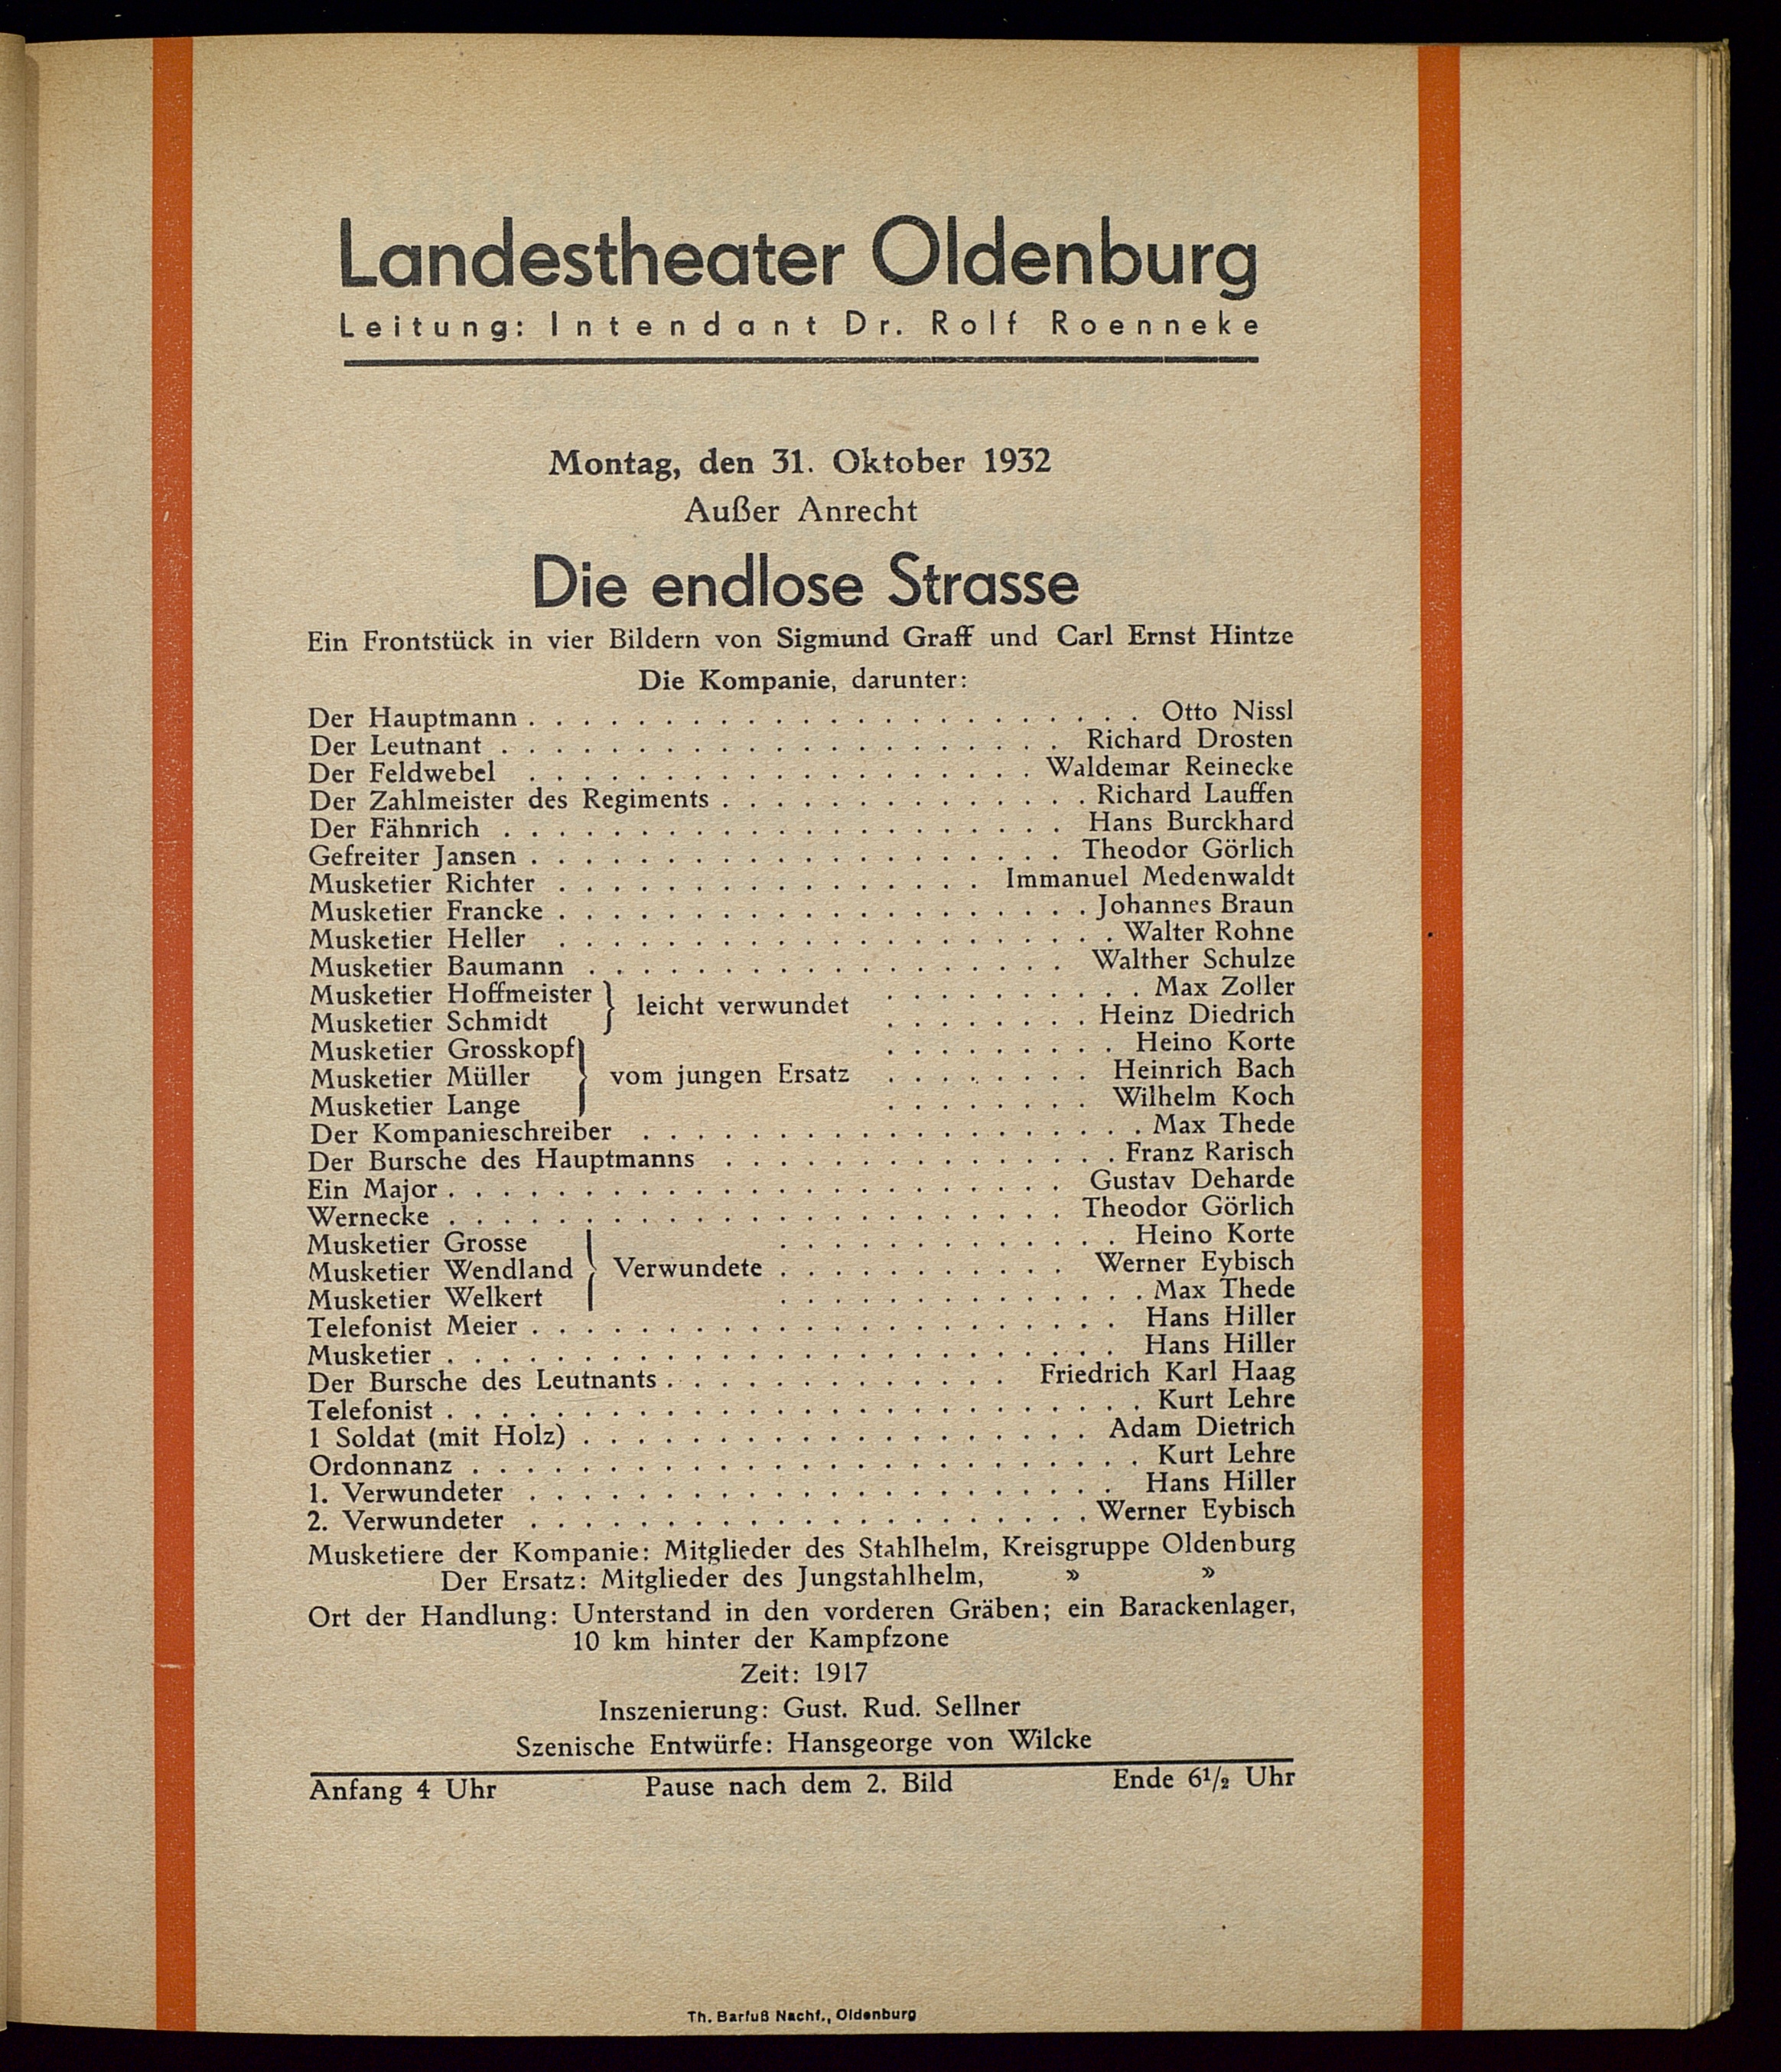 Landestheater Oldenburg
Leitung: Intendant Dr. Rolf Roenneke
Montag, den 31. Oktober 1932
Außer Anrecht
Die endlose Strasse
Ein Frontstück in vier Bildern von Sigmund Graff und Carl Ernst Hintze
Die Kompanie, darunter:
Der Hauptmann . . . . . . . . . . Otto Nissl
Der Leutnant . . . . . . . . . . Richard Drosten
Der Feldwebel . . . . . . . . . . Waldemar Reinecke
Der Zahlmeister des Regiments . . . . . . . . . . Richard Lauffen
Der Fähnrich . . . . . . . . . . Hans Burckhard
Gefreiter Jansen . . . . . . . . . . Theodor Görlich
Musketier Richter . . . . . . . . . . Immanuel Medenwaldt
Musketier Francke . . . . . . . . . . Johannes Braun
Musketier Heller . . . . . . . . . . Walter Rohne
Musketier Baumann . . . . . . . . . . Walther Schulze
Musketier Hoffmeister } leicht verwundet . . . . . . . . . . Max Zoller
Musketier Schmidt . . . . . . . . Heinz Diedrich
Musketier Grosskopf . . . . . . . . . Heino Korte
Musketier Müller } vom jungen Ersatz . . . . . . . . Heinrich Bach
Musketier Lange . . . . . . . . Wilhelm Koch
Der Kompanieschreiber . . . . . . . . . . Max Thede
Der Bursche des Hauptmanns . . . . . . . . . . Franz Rarisch
Ein Major . . . . . . . . . . Gustav Deharde
Wernecke . . . . . . . . . . Theodor Görlich
Musketier Grosse . . . . . . . . . . Heino Korte
Musketier Wendland } Verwundete . . . . . . . . . . Werner Eybisch
Musketier Welkert . . . . . . . . . . Max Thede
Telefonist Meier . . . . . . . . . . Hans Hiller
Musketier . . . . . . . . . . Hans Hiller
Der Bursche des Leutnants . . . . . . . . . . Friedrich Karl Haag
Telefonist . . . . . . . . . . Kurt Lehre
1 Soldat (mit Holz) . . . . . . . . . . Adam Dietrich
Ordonnanz . . . . . . . . . . Kurt Lehre
1. Verwundeter . . . . . . . . . . Hans Hiller
2. Verwundeter . . . . . . . . . . Werner Eybisch
Musketiere der Kompanie: Mitglieder des Stahlhelm, Kreisgruppe Oldenburg
Der Ersatz: Mitglieder des Jungstahlhelm, » »
Ort der Handlung: Unterstand in den vorderen Gräben; ein Barackenlager,
10 km hinter der Kampfzone
Zeit: 1917
Inszenierung: Gust. Rud. Sellner
Szenische Entwürfe: Hansgeorge von Wilcke
Anfang 4 Uhr Pause nach dem 2. Bild Ende 6½ Uhr
Th. Barfuß Nachf., Oldenburg